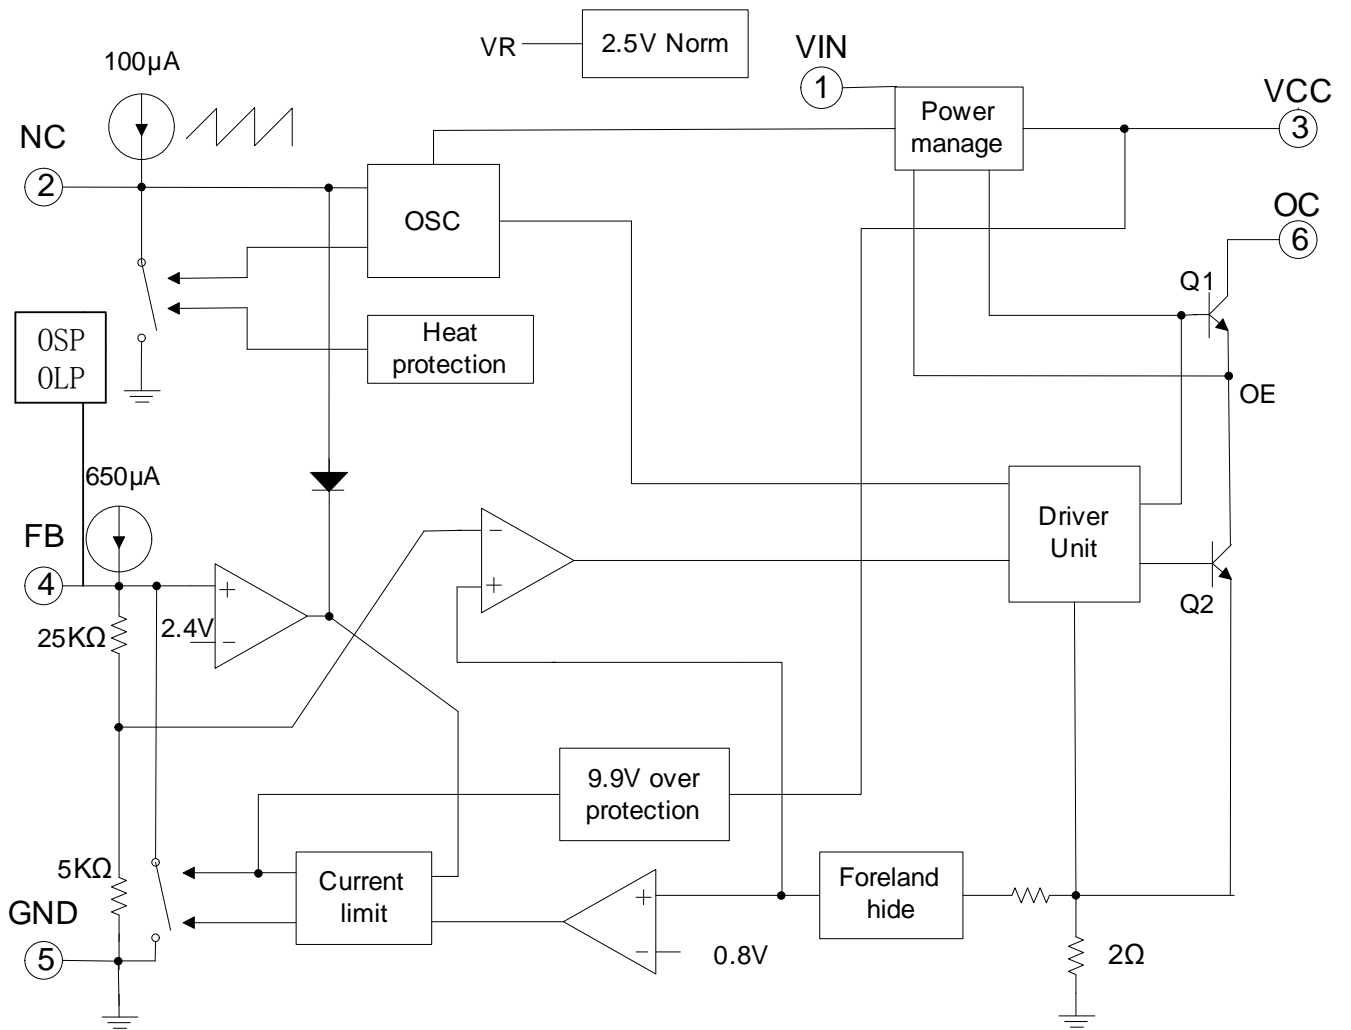 VR
2.5V Norm
VIN
1
100μA
Power
manage
VCC
3
NC
2
OSC
OC
6
Q1
OSP
OLP
Heat
protection
OE
650μA
FB
4
+
-
2.4V
25KΩ
-
+
Driver
Unit
Q2
9.9V over
protection
5KΩ
GND
5
Current
limit
+
-
0.8V
Foreland
hide
2Ω